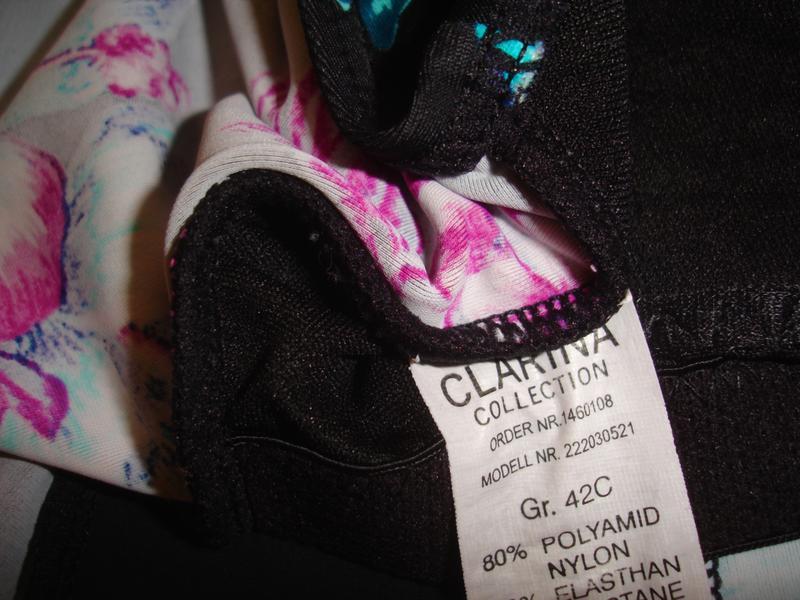 CLARINA
COLLECTION
ORDER NR.1460108
MODELL NR. 222030521
Gr. 42C
80% POLYAMID
NYLON
ELASTHAN